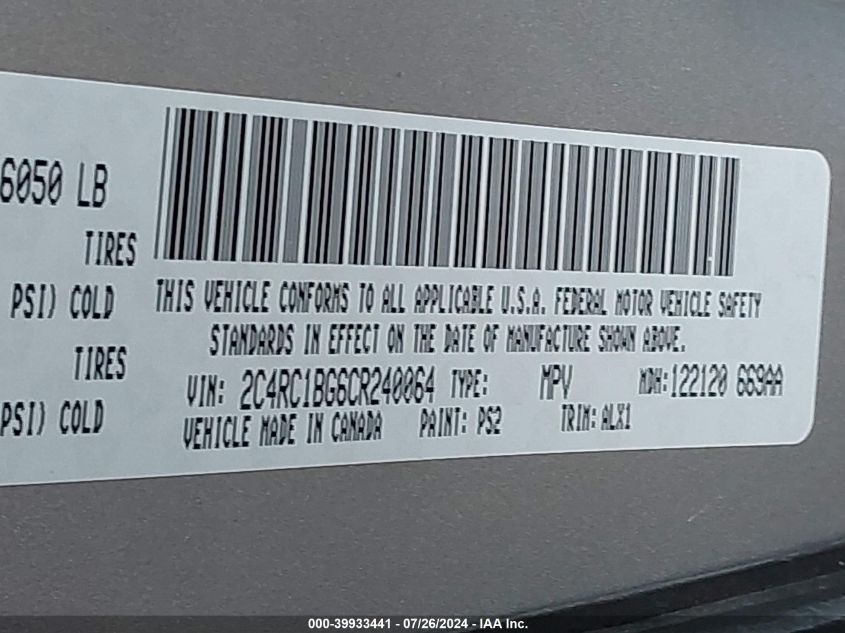 6050 LB
TIRES
PSI) COLD
TIRES
PSI) COLD
THIS VEHICLE CONFORMS TO ALL APPLICABLE U.S.A. FEDERAL MOTOR VEHICLE SAFETY
STANDARDS IN EFFECT ON THE DATE OF MANUFACTURE SHOWN ABOVE.
VIN: 2C4RC1BG6CR240064 TYPE: MPV MDH:122120 669AA
VEHICLE MADE IN CANADA PAINT: PS2 TRIM: ALX1
000-39933441 - 07/26/2024 - IAA Inc.